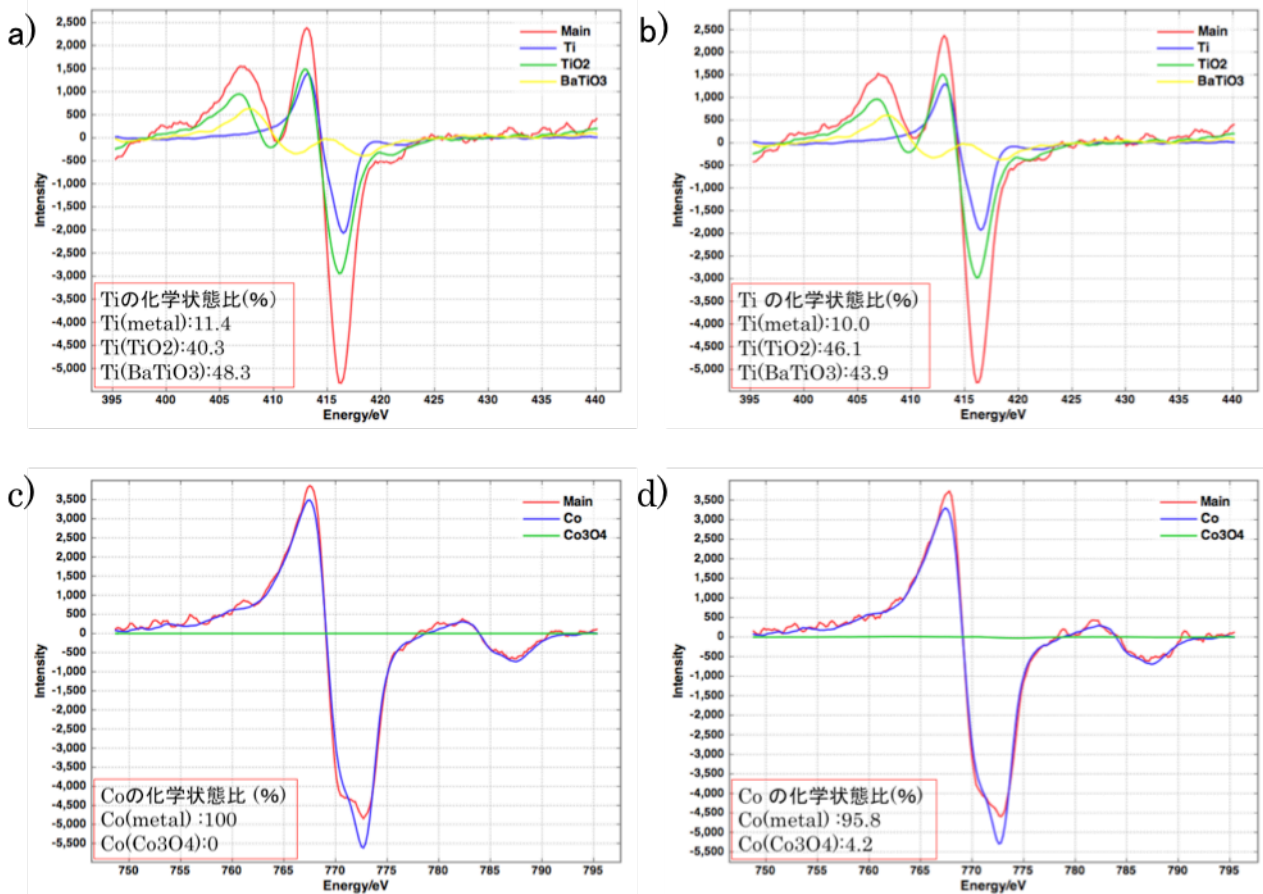 a)
2,500
2,000
1,500
1,000
500
0
-500
-1,000
-1,500
-2,000
-2,500
-3,000
-3,500
-4,000
-4,500
-5,000
Intensity
Main
Ti
TiO2
BaTiO3
Tiの化学状態比(%)
Ti(metal):11.4
Ti(TiO2):40.3
Ti(BaTiO3):48.3
395 400 405 410 415 420 425 430 435 440
Energy/eV
b)
2,500
2,000
1,500
1,000
500
0
-500
-1,000
-1,500
-2,000
-2,500
-3,000
-3,500
-4,000
-4,500
-5,000
Intensity
Main
Ti
TiO2
BaTiO3
Ti の化学状態比(%)
Ti(metal):10.0
Ti(TiO2):46.1
Ti(BaTiO3):43.9
395 400 405 410 415 420 425 430 435 440
Energy/eV
c)
3,500
3,000
2,500
2,000
1,500
1,000
500
0
-500
-1,000
-1,500
-2,000
-2,500
-3,000
-3,500
-4,000
-4,500
-5,000
-5,500
Intensity
Main
Co
Co3O4
Coの化学状態比 (%)
Co(metal) :100
Co(Co3O4):0
750 755 760 765 770 775 780 785 790 795
Energy/eV
d)
3,500
3,000
2,500
2,000
1,500
1,000
500
0
-500
-1,000
-1,500
-2,000
-2,500
-3,000
-3,500
-4,000
-4,500
-5,000
-5,500
Intensity
Main
Co
Co3O4
Co の化学状態比(%)
Co(metal) :95.8
Co(Co3O4):4.2
750 755 760 765 770 775 780 785 790 795
Energy/eV